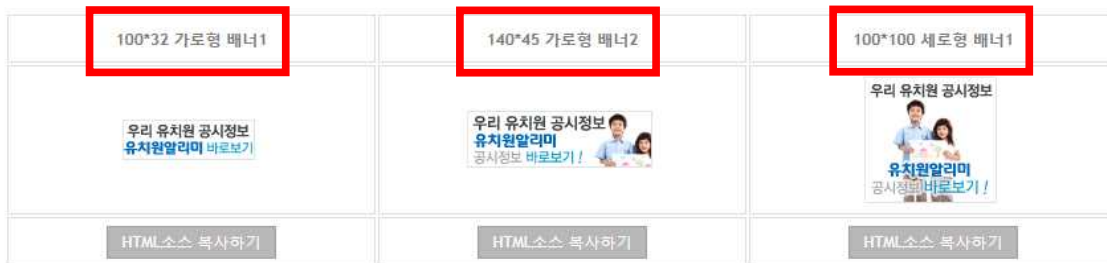 100*32 가로형 배너1
140*45 가로형 배너2
100*100 세로형 배너1
우리 유치원 공시정보
유치원알리미 바로보기
우리 유치원 공시정보
유치원알리미
공시정보 바로보기 !
우리 유치원 공시정보
유치원알리미
공시정보 바로보기 !
HTML소스 복사하기
HTML소스 복사하기
HTML소스 복사하기